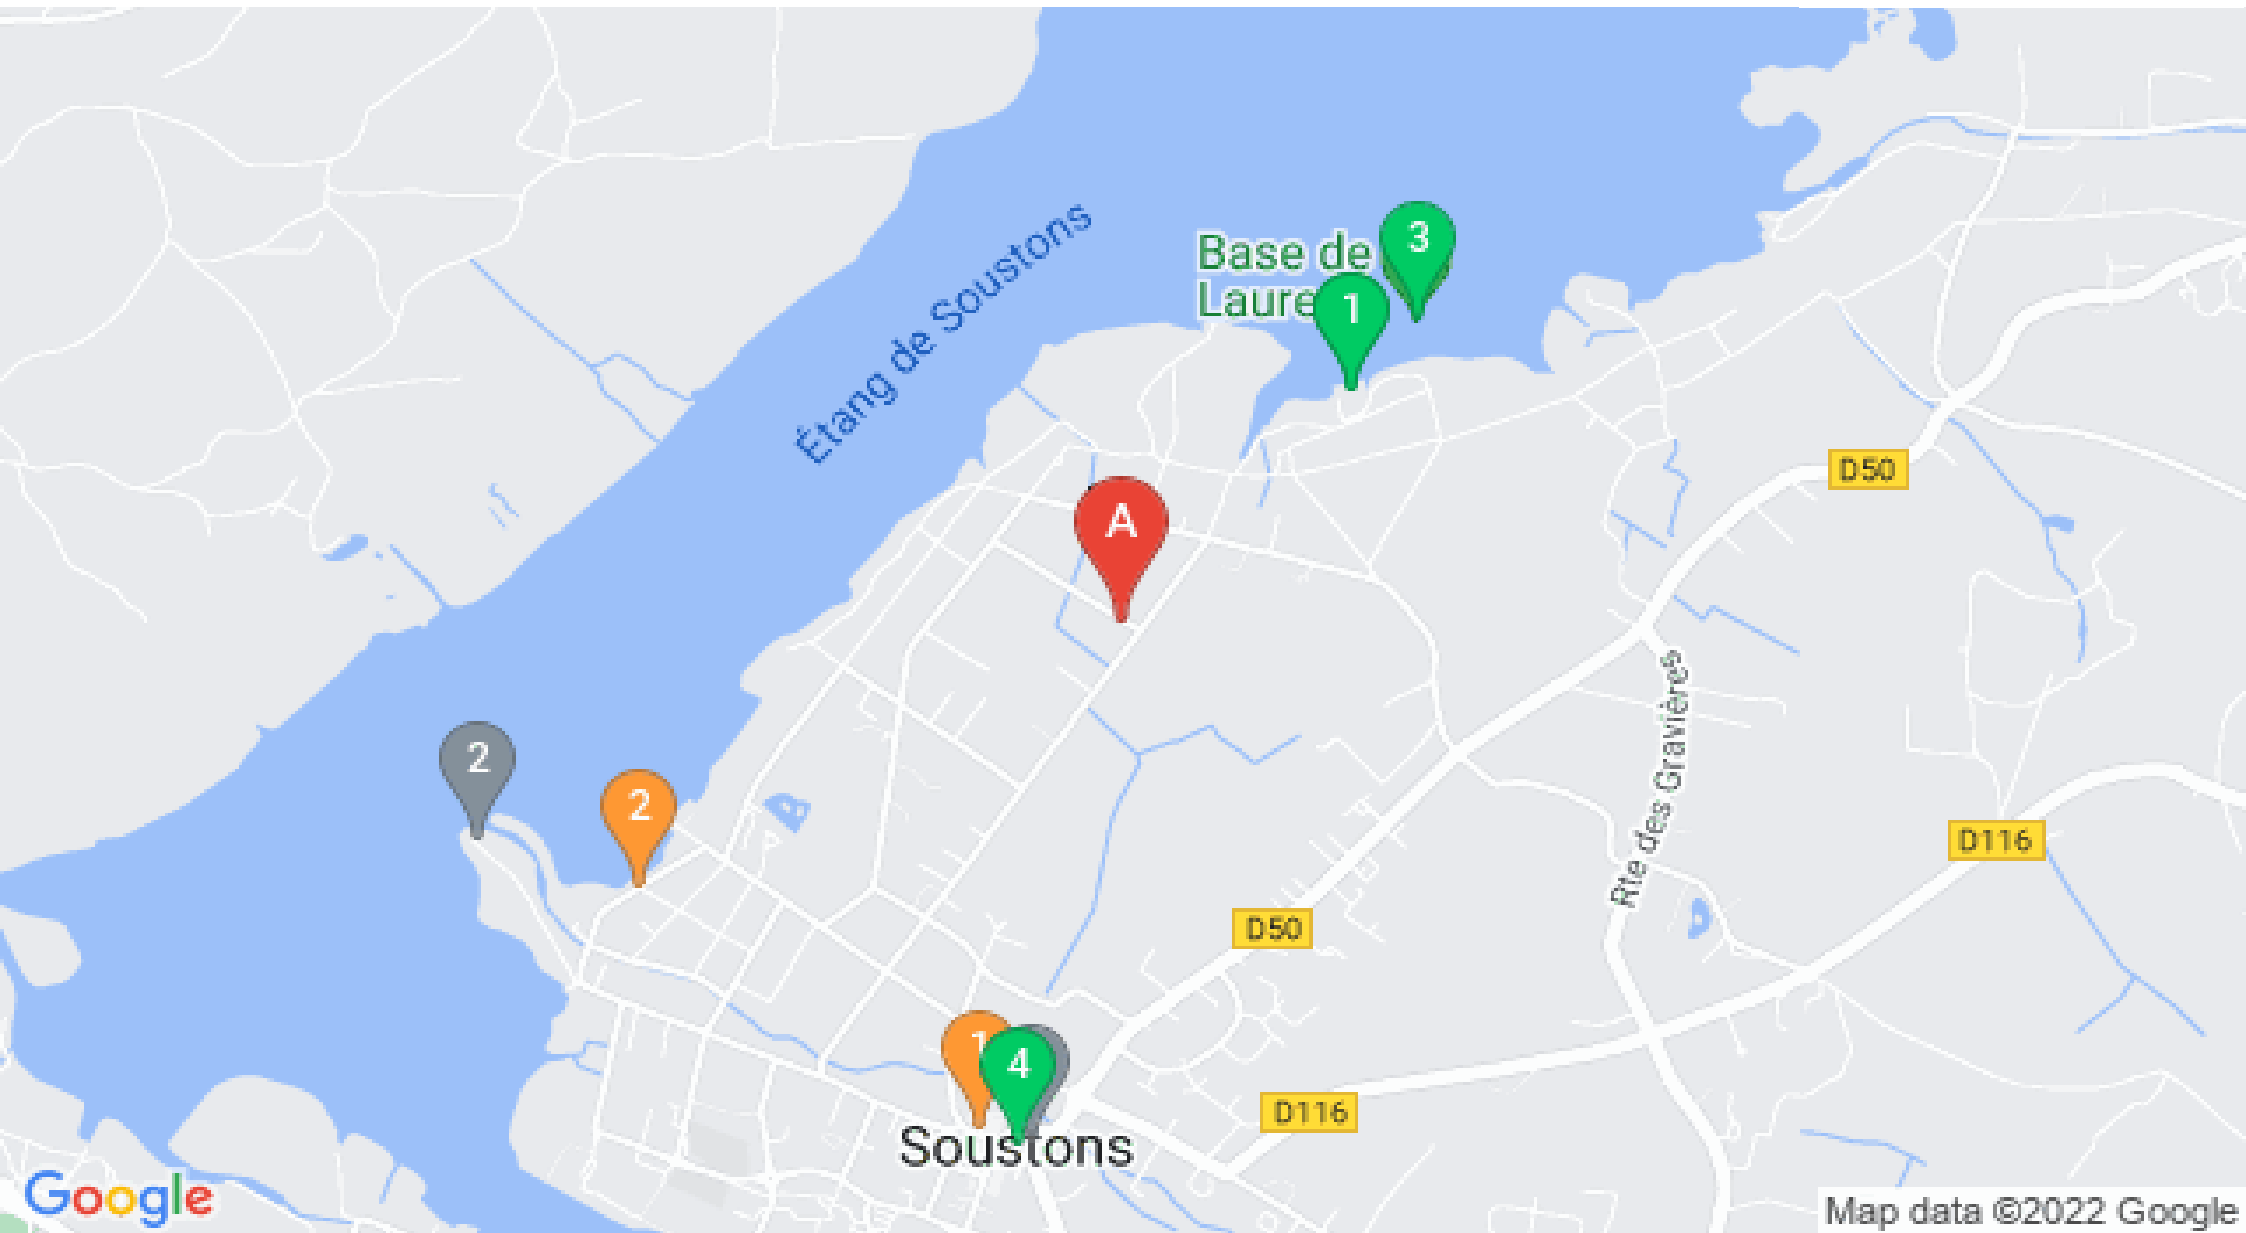 Étang de Soustons
Base de
Laure
3
1
A
D50
2
2
Rte des Gravières
D116
D50
1
4
D116
Soustons
Google
Map data ©2022 Google